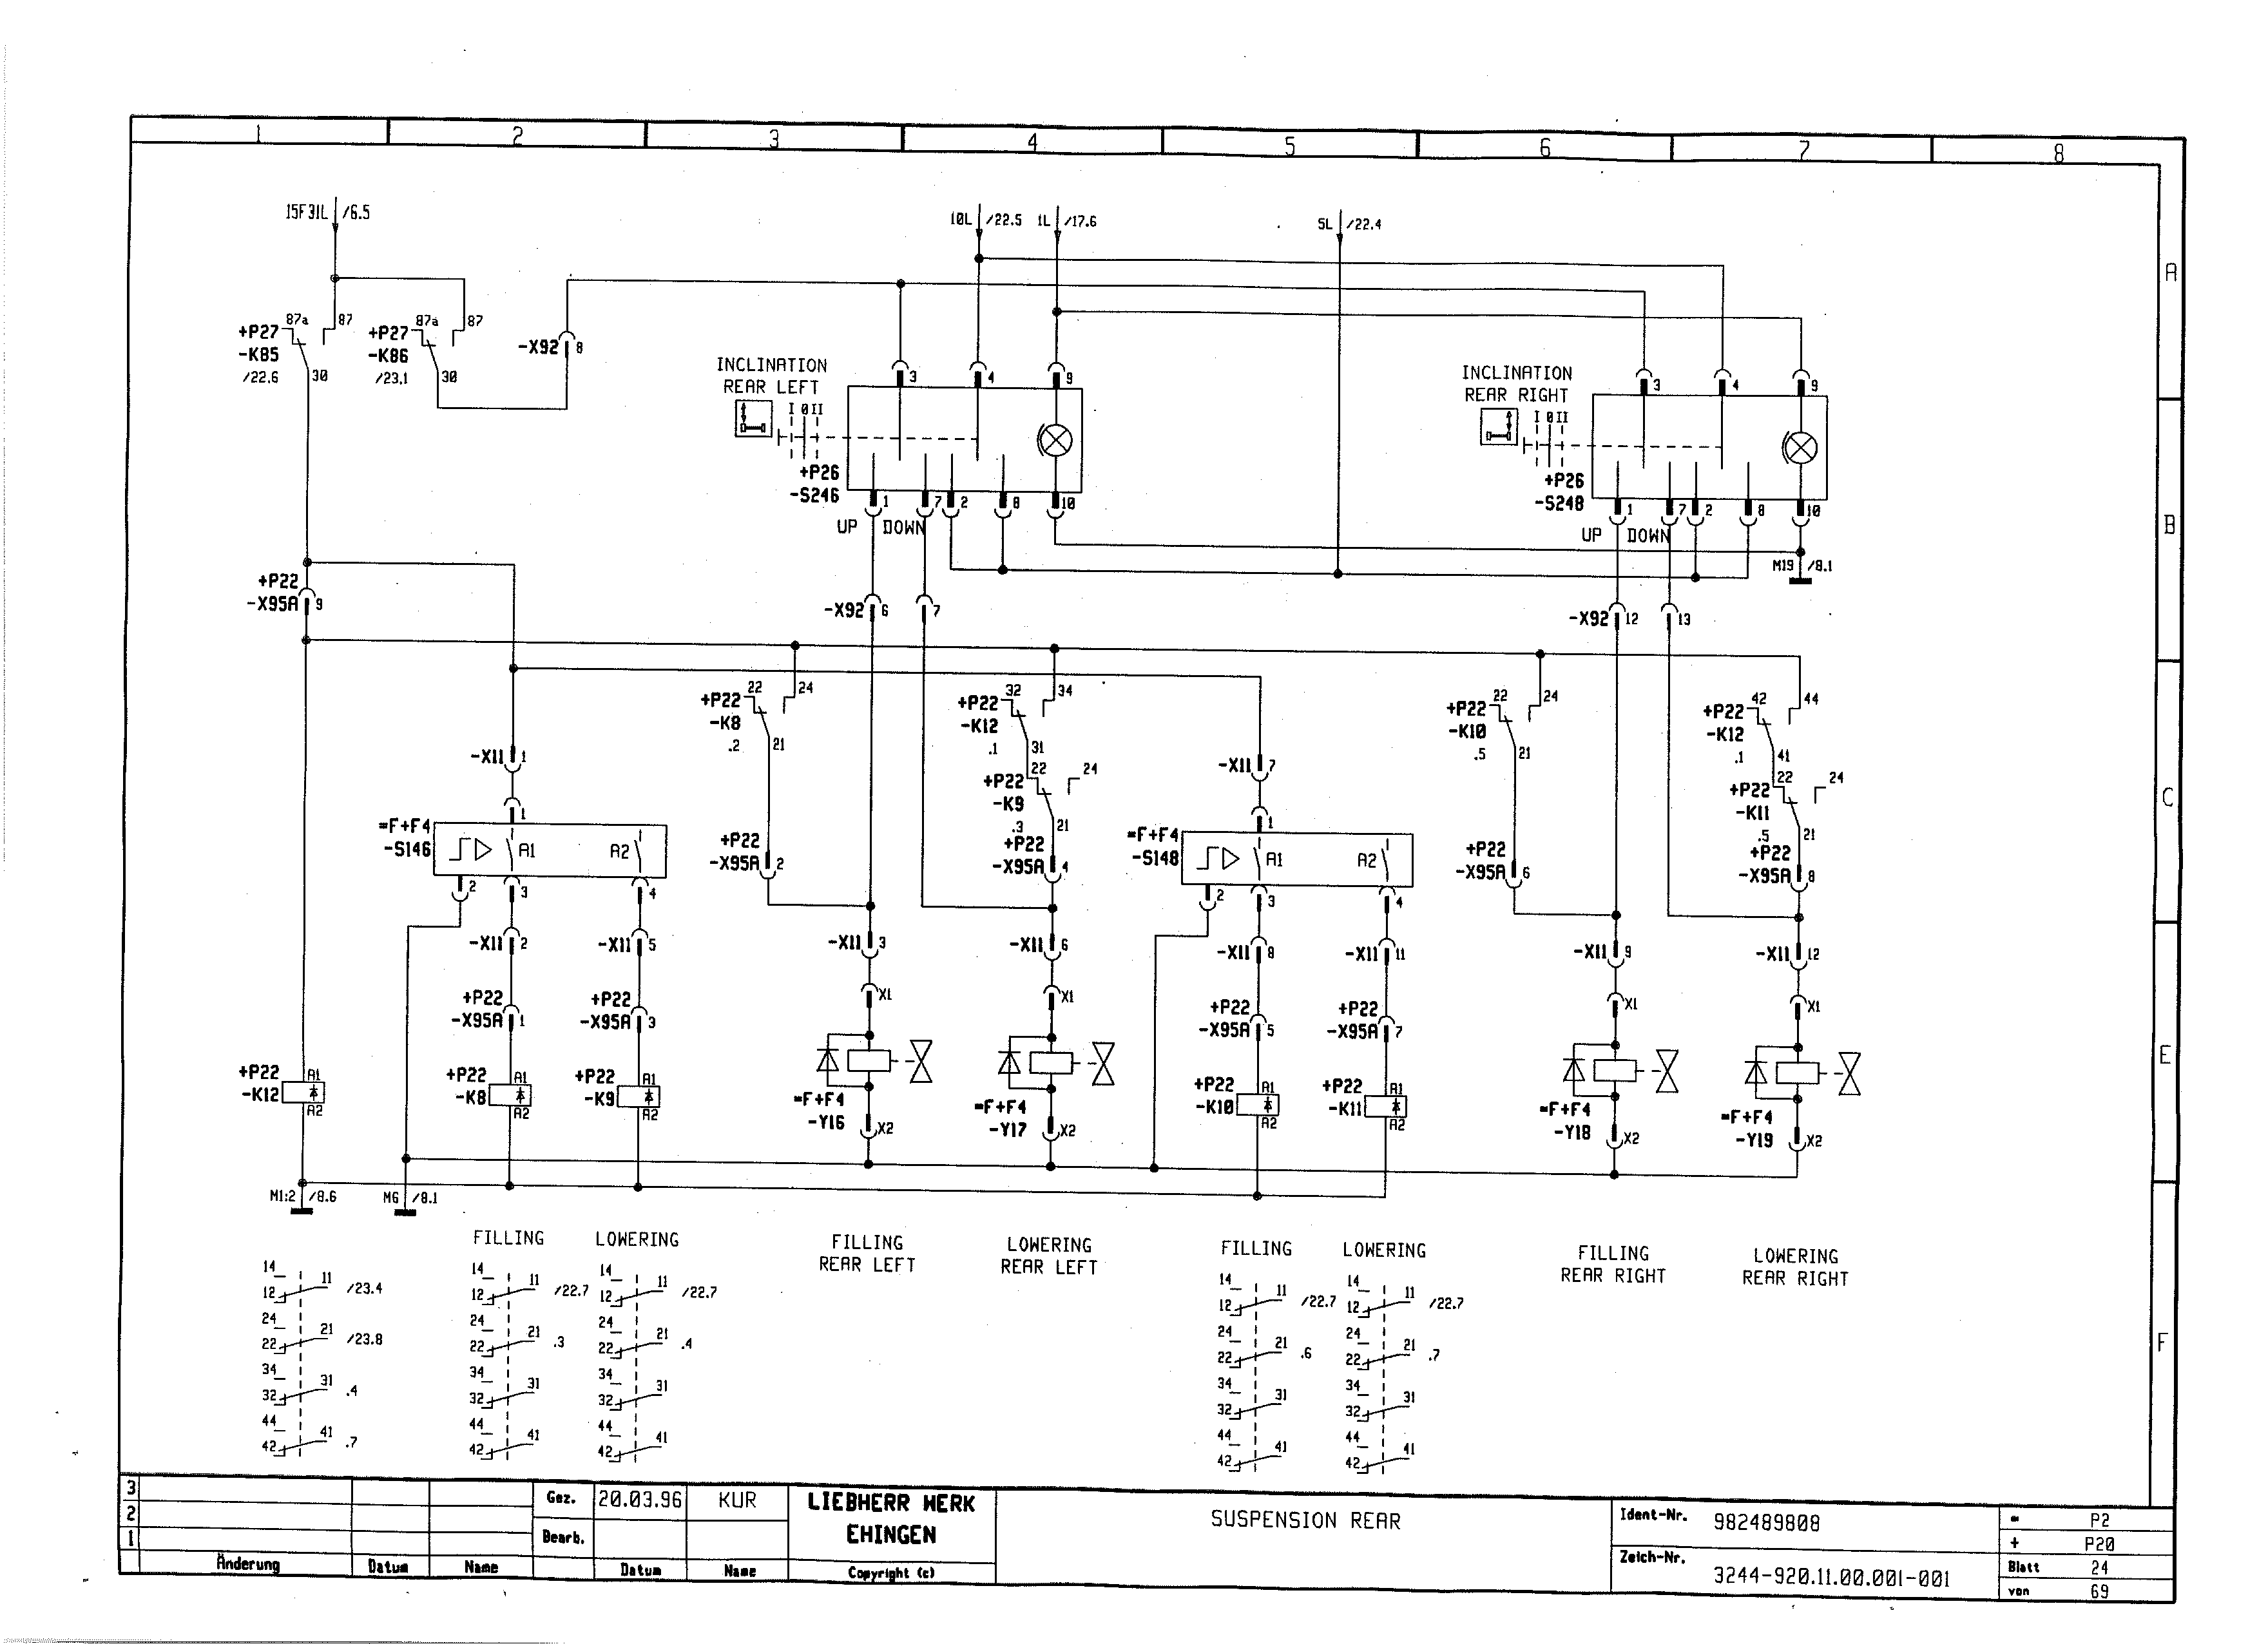 1 2 3 4 5 6 7 8
15F31L /6.5
10L /22.5 1L /17.6
5L /22.4
A
87a 87 87a 87
+P27 +P27
-K85 -K86
/22.6 30 /23.1 30
-X92 8
INCLINATION
REAR LEFT
I 0 II
3 4 9
+P26
-S246
1 7 2 8 10
UP DOWN
INCLINATION
REAR RIGHT
I 0 II
3 4 9
+P26
-S248
1 7 2 8 10
UP DOWN
M19 /8.1
B
+P22
-X95A 9
-X92 6 7
-X92 12 13
22 24
+P22
-K8
.2 21
32 34
+P22
-K12
.1 31
22 24
+P22
-K9
.3 21
22 24
+P22
-K10
.5 21
42 44
+P22
-K12
.1 41
22 24
+P22
-K11
.5 21
C
-X11 1
-X11 7
=F+F4
-S146
1
A1 A2
2 3 4
+P22
-X95A 2
+P22
-X95A 4
=F+F4
-S148
1
A1 A2
2 3 4
+P22
-X95A 6
+P22
-X95A 8
-X11 2 -X11 5 -X11 3 -X11 6 -X11 8 -X11 11 -X11 9 -X11 12
X1 X1 X1 X1
+P22 +P22 +P22 +P22
-X95A 1 -X95A 3 -X95A 5 -X95A 7
E
+P22 A1
-K12
A2
+P22 A1
-K8
A2
+P22 A1
-K9
A2
=F+F4
-Y16 X2
=F+F4
-Y17 X2
+P22 A1
-K10
A2
+P22 A1
-K11
A2
=F+F4
-Y18 X2
=F+F4
-Y19 X2
M1:2 /8.6 M6 /8.1
FILLING LOWERING
FILLING
REAR LEFT
LOWERING
REAR LEFT
FILLING LOWERING
FILLING
REAR RIGHT
LOWERING
REAR RIGHT
14 11
12 /23.4
24 21
22 /23.8
34 31
32 .4
44 41
42 .7
14 11
12 /22.7
24 21
22 .3
34 31
32
44 41
42
14 11
12 /22.7
24 21
22 .4
34 31
32
44 41
42
14 11
12 /22.7
24 21
22 .6
34 31
32
44 41
42
14 11
12 /22.7
24 21
22 .7
34 31
32
44 41
42
F
3
2
1
Änderung Datum Name
Gez. 20.03.96 KUR
Bearb.
Datum Name
LIEBHERR WERK
EHINGEN
Copyright (c)
SUSPENSION REAR
Ident-Nr. 982489808
Zeich-Nr. 3244-920.11.00.001-001
= P2
+ P20
Blatt 24
von 69